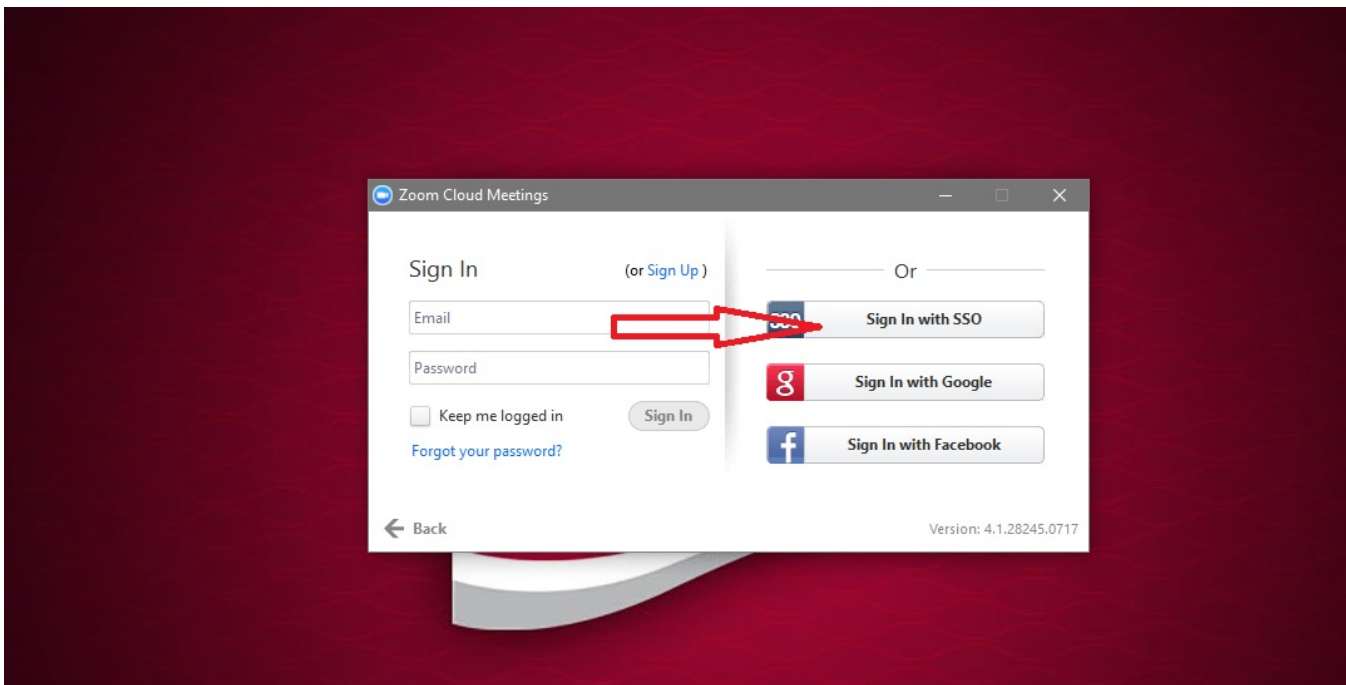 Zoom Cloud Meetings
Sign In
(or Sign Up )
Email
Password
Keep me logged in
Sign In
Forgot your password?
Or
SSO
Sign In with SSO
g
Sign In with Google
f
Sign In with Facebook
Back
Version: 4.1.28245.0717